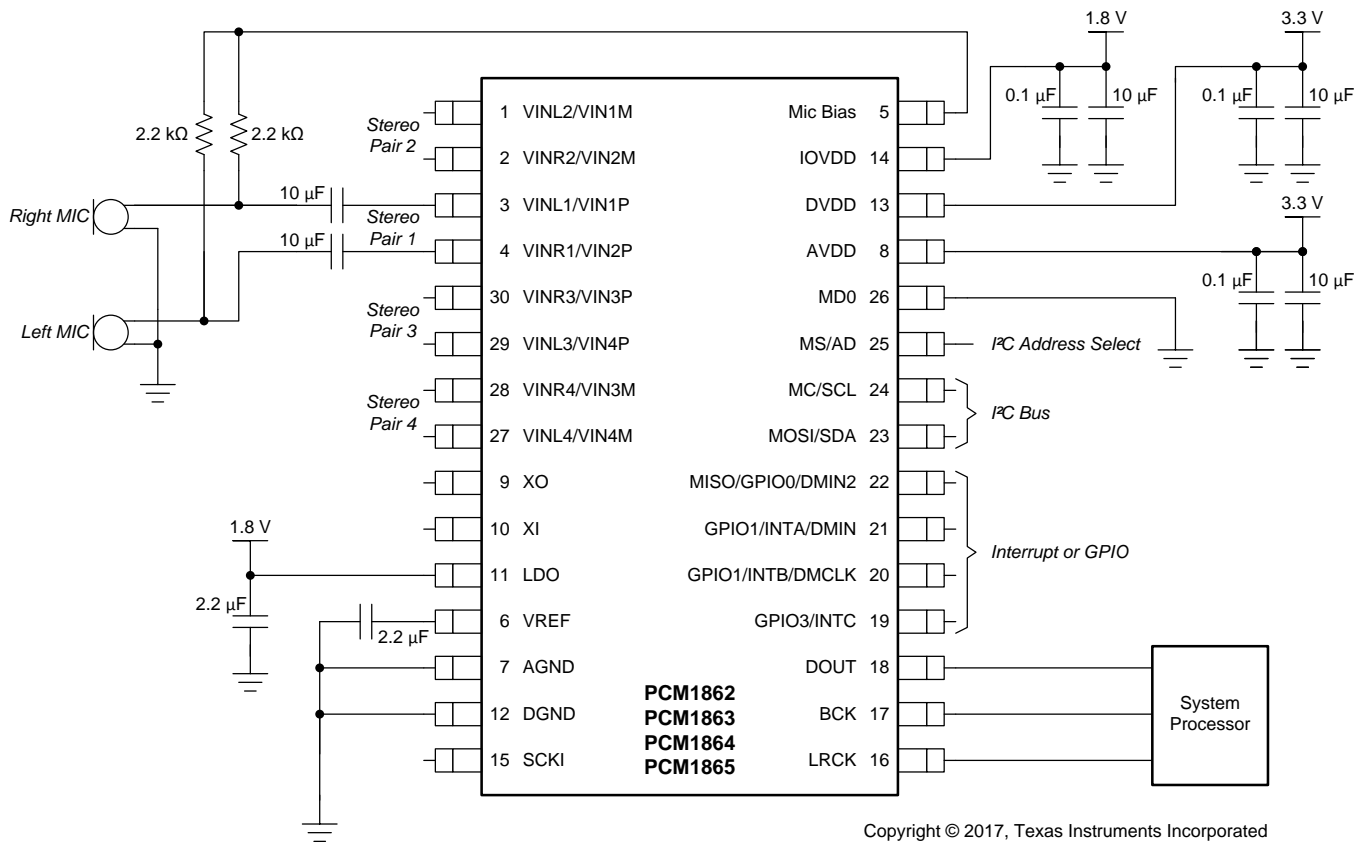 1.8 V
3.3 V
0.1 µF
10 µF
0.1 µF
10 µF
2.2 kΩ
2.2 kΩ
Stereo
Pair 2
1 VINL2/VIN1M
Mic Bias 5
2 VINR2/VIN2M
IOVDD 14
Right MIC
10 µF
Stereo
Pair 1
3 VINL1/VIN1P
DVDD 13
3.3 V
10 µF
4 VINR1/VIN2P
AVDD 8
0.1 µF
10 µF
Left MIC
Stereo
Pair 3
30 VINR3/VIN3P
MD0 26
29 VINL3/VIN4P
MS/AD 25
I²C Address Select
Stereo
Pair 4
28 VINR4/VIN3M
MC/SCL 24
I²C Bus
27 VINL4/VIN4M
MOSI/SDA 23
9 XO
MISO/GPIO0/DMIN2 22
10 XI
GPIO1/INTA/DMIN 21
Interrupt or GPIO
1.8 V
11 LDO
GPIO1/INTB/DMCLK 20
2.2 µF
2.2 µF
6 VREF
GPIO3/INTC 19
7 AGND
DOUT 18
12 DGND
BCK 17
15 SCKI
LRCK 16
PCM1862
PCM1863
PCM1864
PCM1865
System
Processor
Copyright © 2017, Texas Instruments Incorporated